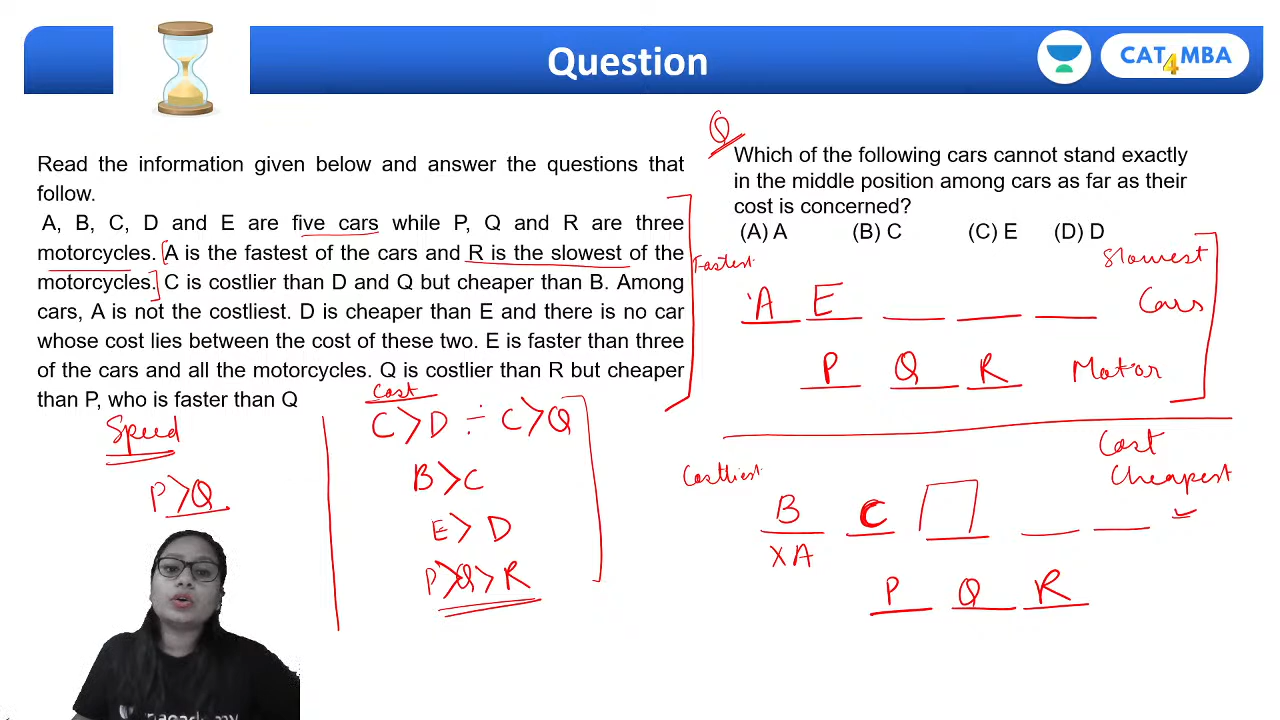 Question
CAT4MBA
Read the information given below and answer the questions that
follow.
A, B, C, D and E are five cars while P, Q and R are three
motorcycles. A is the fastest of the cars and R is the slowest of the
motorcycles. C is costlier than D and Q but cheaper than B. Among
cars, A is not the costliest. D is cheaper than E and there is no car
whose cost lies between the cost of these two. E is faster than three
of the cars and all the motorcycles. Q is costlier than R but cheaper
than P, who is faster than Q
Speed
P>Q
Cost
C>D ÷ C>Q
B>C
E>D
P>Q>R
Q
Which of the following cars cannot stand exactly
in the middle position among cars as far as their
cost is concerned?
(A) A (B) C (C) E (D) D
Fastest Slowest
A E Cars
P Q R Motor
Cost
Costliest Cheapest
B C
X A
P Q R